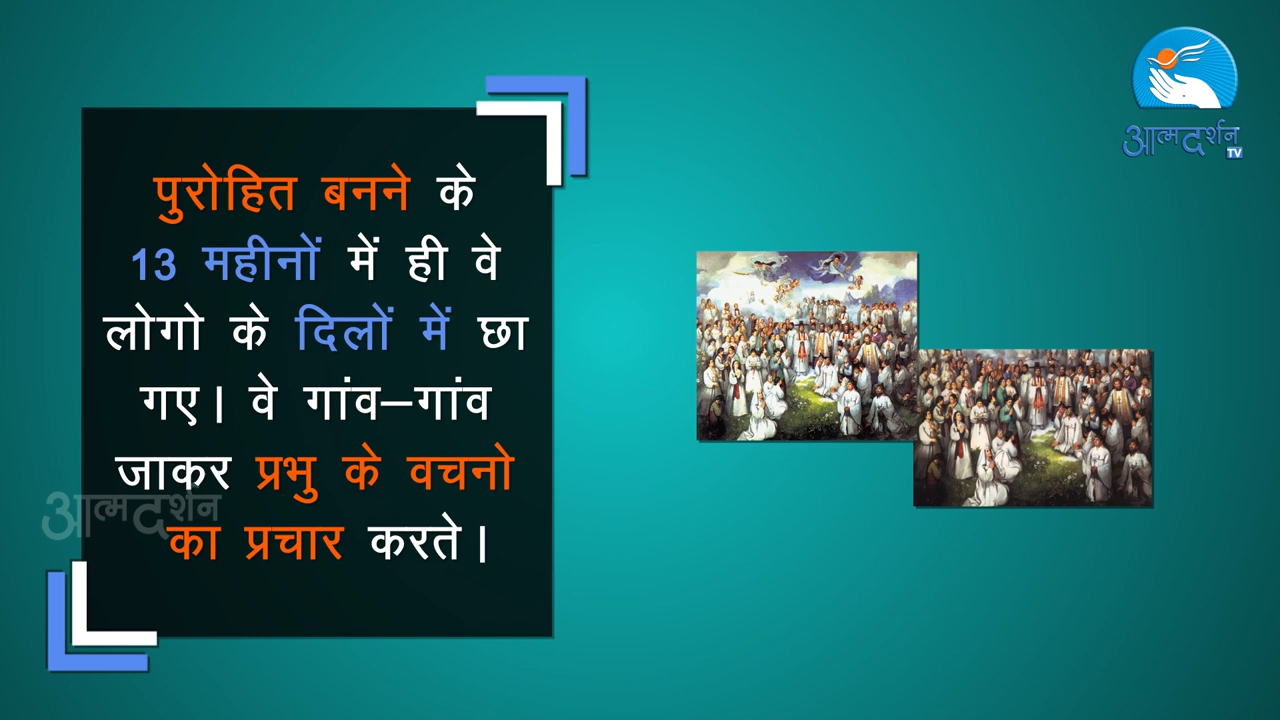 पुरोहित बनने के
13 महीनों में ही वे
लोगो के दिलों में छा
गए। वे गांव–गांव
जाकर प्रभु के वचनो
का प्रचार करते।
आत्मदर्शन
TV
आत्मदर्शन